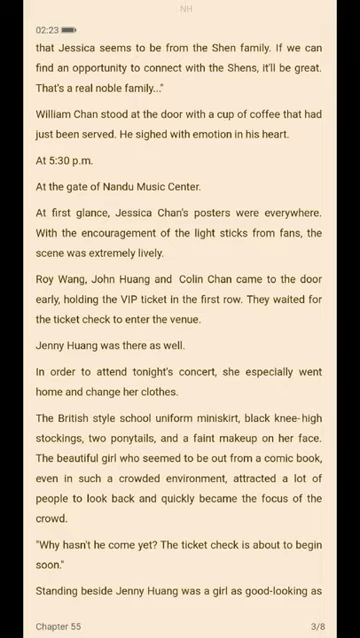 NH
02:23
that Jessica seems to be from the Shen family. If we can
find an opportunity to connect with the Shens, it'll be great.
That's a real noble family..."
William Chan stood at the door with a cup of coffee that had
just been served. He sighed with emotion in his heart.
At 5:30 p.m.
At the gate of Nandu Music Center.
At first glance, Jessica Chan's posters were everywhere.
With the encouragement of the light sticks from fans, the
scene was extremely lively.
Roy Wang, John Huang and Colin Chan came to the door
early, holding the VIP ticket in the first row. They waited for
the ticket check to enter the venue.
Jenny Huang was there as well.
In order to attend tonight's concert, she especially went
home and change her clothes.
The British style school uniform miniskirt, black knee-high
stockings, two ponytails, and a faint makeup on her face.
The beautiful girl who seemed to be out from a comic book,
even in such a crowded environment, attracted a lot of
people to look back and quickly became the focus of the
crowd.
"Why hasn't he come yet? The ticket check is about to begin
soon."
Standing beside Jenny Huang was a girl as good-looking as
Chapter 55
3/8